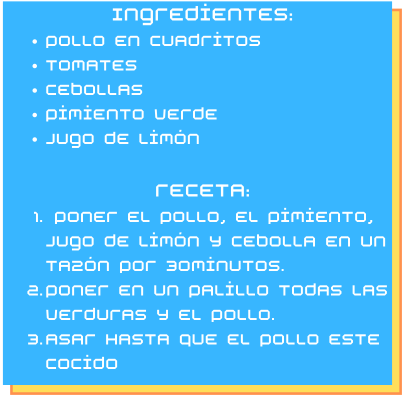 Ingredientes:
• Pollo en cuadritos
• Tomates
• Cebollas
• Pimiento verde
• Jugo de limón
Receta:
1. Poner el pollo, el pimiento,
jugo de limón y cebolla en un
tazón por 30minutos.
2.Poner en un palillo todas las
verduras y el pollo.
3.Asar hasta que el pollo este
cocido